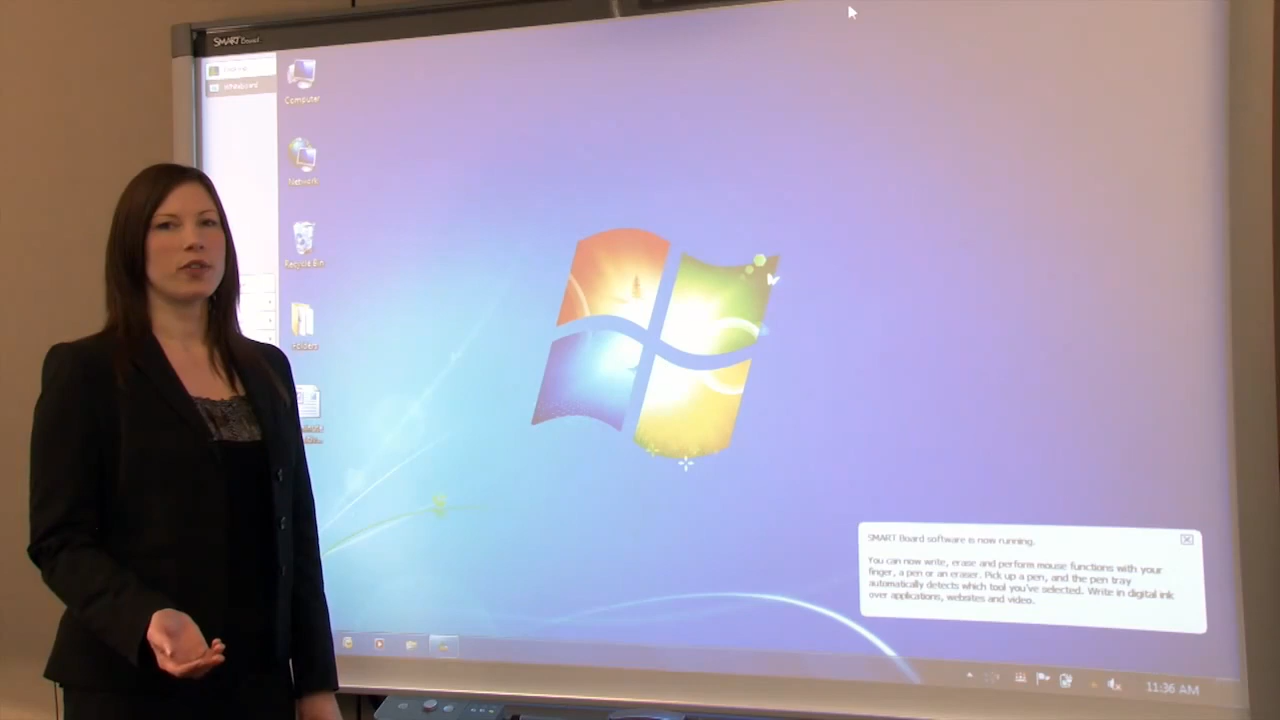 SMART Board
Whiteboard
Computer
Network
Recycle Bin
Folders
SMART Board software is now running.
You can now write, erase and perform mouse functions with your
finger, a pen or an eraser. Pick up a pen, and the pen tray
automatically detects which tool you've selected. Write in digital ink
over applications, websites and video.
11:36 AM